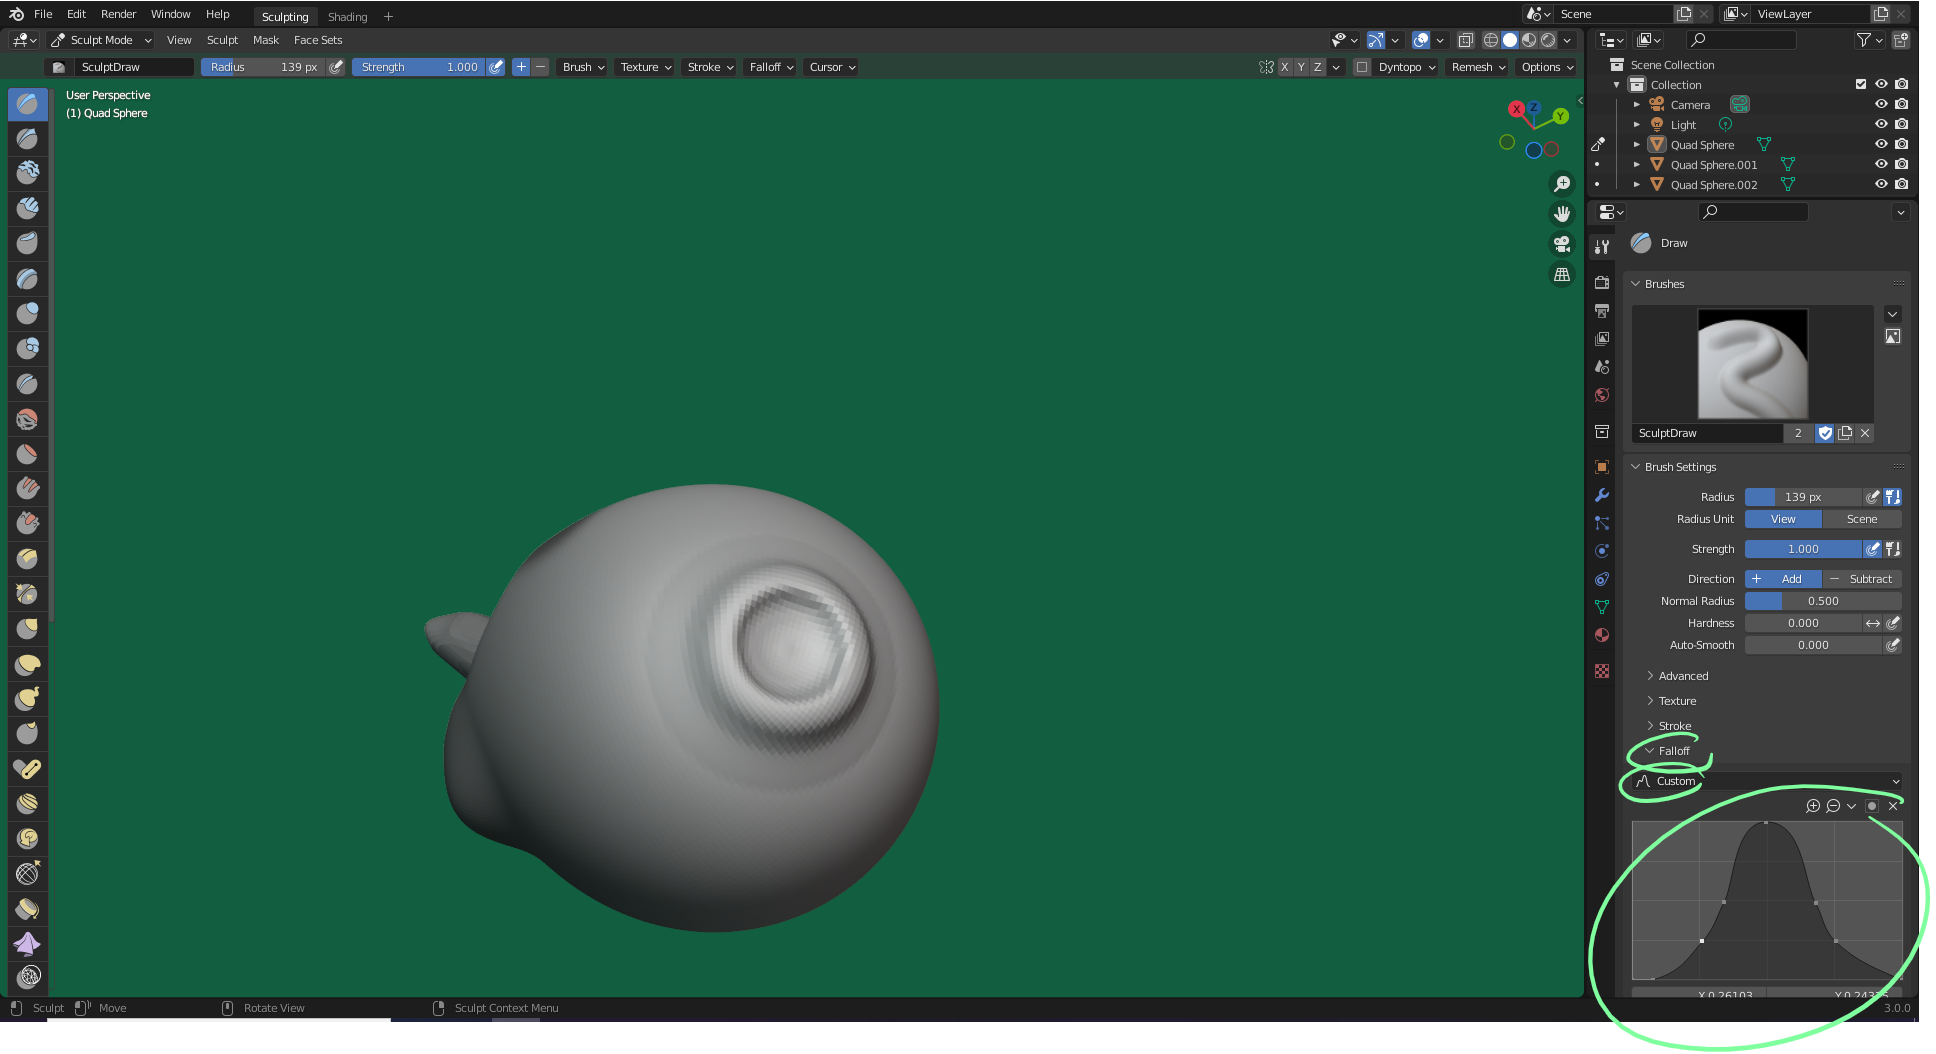 File Edit Render Window Help Sculpting Shading + Scene ViewLayer
Sculpt Mode View Sculpt Mask Face Sets
SculptDraw Radius 139 px Strength 1.000 + − Brush Texture Stroke Falloff Cursor X Y Z Dyntopo Remesh Options
User Perspective
(1) Quad Sphere
X Z Y
Scene Collection
Collection
Camera
Light
Quad Sphere
Quad Sphere.001
Quad Sphere.002
Draw
Brushes
SculptDraw 2
Brush Settings
Radius 139 px
Radius Unit View Scene
Strength 1.000
Direction + Add − Subtract
Normal Radius 0.500
Hardness 0.000
Auto-Smooth 0.000
Advanced
Texture
Stroke
Falloff
Custom
X 0.26103
Sculpt Move Rotate View Sculpt Context Menu 3.0.0